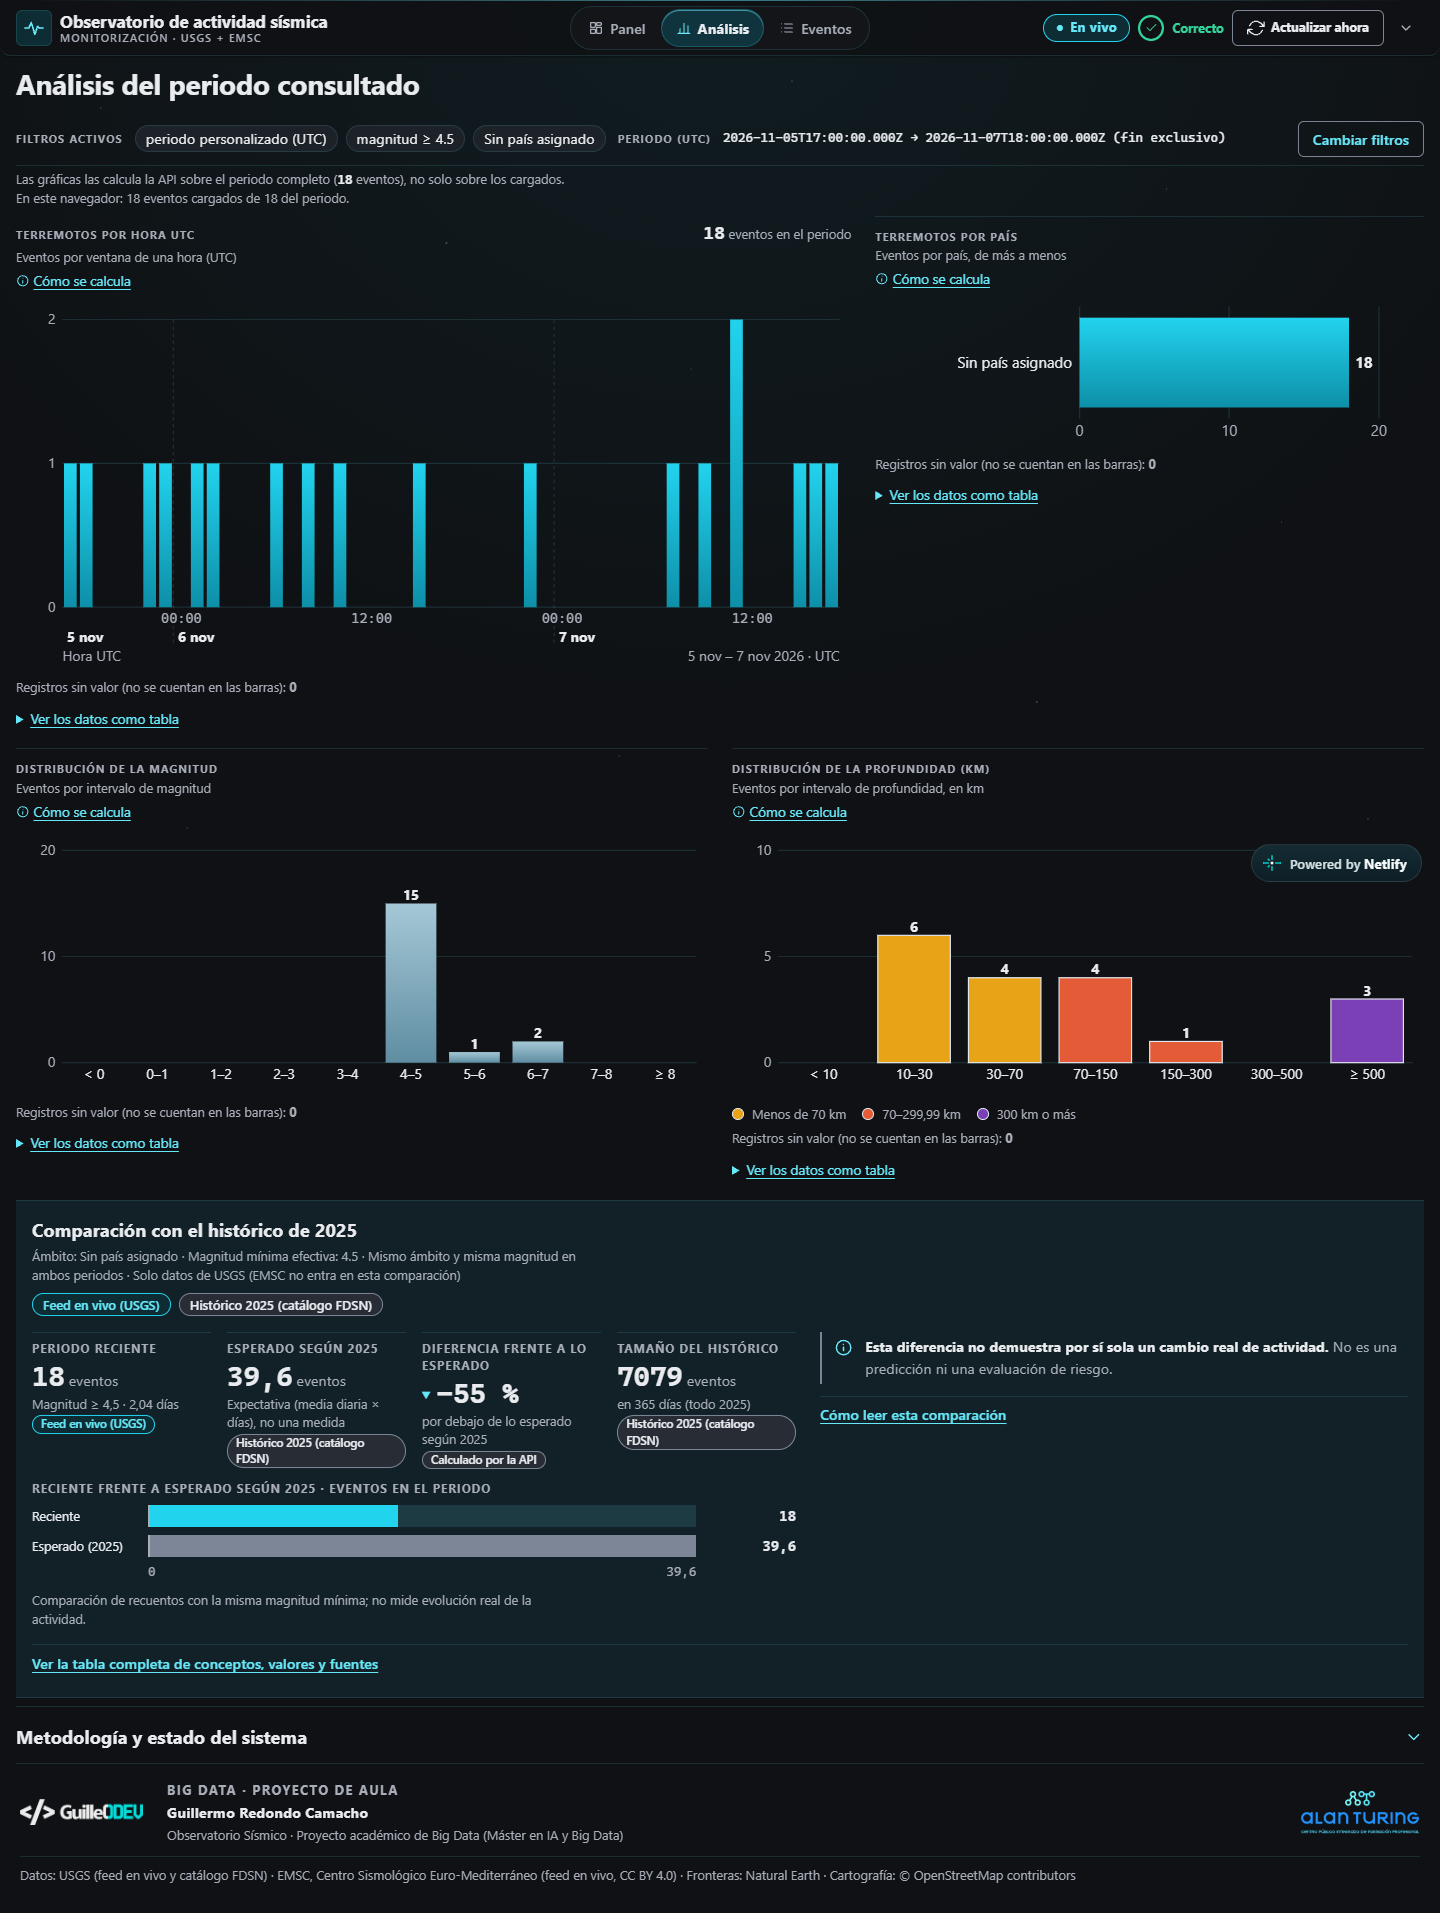 Observatorio de actividad sísmica
MONITORIZACIÓN · USGS + EMSC
Panel
Análisis
Eventos
En vivo
Correcto
Actualizar ahora
Análisis del periodo consultado
FILTROS ACTIVOS
periodo personalizado (UTC)
magnitud ≥ 4.5
Sin país asignado
PERIODO (UTC)
2026-11-05T17:00:00.000Z → 2026-11-07T18:00:00.000Z (fin exclusivo)
Cambiar filtros
Las gráficas las calcula la API sobre el periodo completo (18 eventos), no solo sobre los cargados.
En este navegador: 18 eventos cargados de 18 del periodo.
TERREMOTOS POR HORA UTC
18 eventos en el periodo
Eventos por ventana de una hora (UTC)
Cómo se calcula
2
1
0
00:00
12:00
00:00
12:00
5 nov
6 nov
7 nov
Hora UTC
5 nov – 7 nov 2026 · UTC
Registros sin valor (no se cuentan en las barras): 0
Ver los datos como tabla
TERREMOTOS POR PAÍS
Eventos por país, de más a menos
Cómo se calcula
Sin país asignado
18
0
10
20
Registros sin valor (no se cuentan en las barras): 0
Ver los datos como tabla
DISTRIBUCIÓN DE LA MAGNITUD
Eventos por intervalo de magnitud
Cómo se calcula
20
10
0
15
1
2
< 0
0–1
1–2
2–3
3–4
4–5
5–6
6–7
7–8
≥ 8
Registros sin valor (no se cuentan en las barras): 0
Ver los datos como tabla
DISTRIBUCIÓN DE LA PROFUNDIDAD (KM)
Eventos por intervalo de profundidad, en km
Cómo se calcula
Powered by Netlify
10
5
0
6
4
4
1
3
< 10
10–30
30–70
70–150
150–300
300–500
≥ 500
Menos de 70 km
70–299,99 km
300 km o más
Registros sin valor (no se cuentan en las barras): 0
Ver los datos como tabla
Comparación con el histórico de 2025
Ámbito: Sin país asignado · Magnitud mínima efectiva: 4.5 · Mismo ámbito y misma magnitud en
ambos periodos · Solo datos de USGS (EMSC no entra en esta comparación)
Feed en vivo (USGS)
Histórico 2025 (catálogo FDSN)
PERIODO RECIENTE
18 eventos
Magnitud ≥ 4,5 · 2,04 días
Feed en vivo (USGS)
ESPERADO SEGÚN 2025
39,6 eventos
Expectativa (media diaria ×
días), no una medida
Histórico 2025 (catálogo
FDSN)
DIFERENCIA FRENTE A LO
ESPERADO
−55 %
por debajo de lo esperado
según 2025
Calculado por la API
TAMAÑO DEL HISTÓRICO
7079 eventos
en 365 días (todo 2025)
Histórico 2025 (catálogo
FDSN)
Esta diferencia no demuestra por sí sola un cambio real de actividad. No es una
predicción ni una evaluación de riesgo.
Cómo leer esta comparación
RECIENTE FRENTE A ESPERADO SEGÚN 2025 · EVENTOS EN EL PERIODO
Reciente
18
Esperado (2025)
39,6
0
39,6
Comparación de recuentos con la misma magnitud mínima; no mide evolución real de la
actividad.
Ver la tabla completa de conceptos, valores y fuentes
Metodología y estado del sistema
</> GuilleDEV
BIG DATA · PROYECTO DE AULA
Guillermo Redondo Camacho
Observatorio Sísmico · Proyecto académico de Big Data (Máster en IA y Big Data)
ALAN TURING
Datos: USGS (feed en vivo y catálogo FDSN) · EMSC, Centro Sismológico Euro-Mediterráneo (feed en vivo, CC BY 4.0) · Fronteras: Natural Earth · Cartografía: © OpenStreetMap contributors